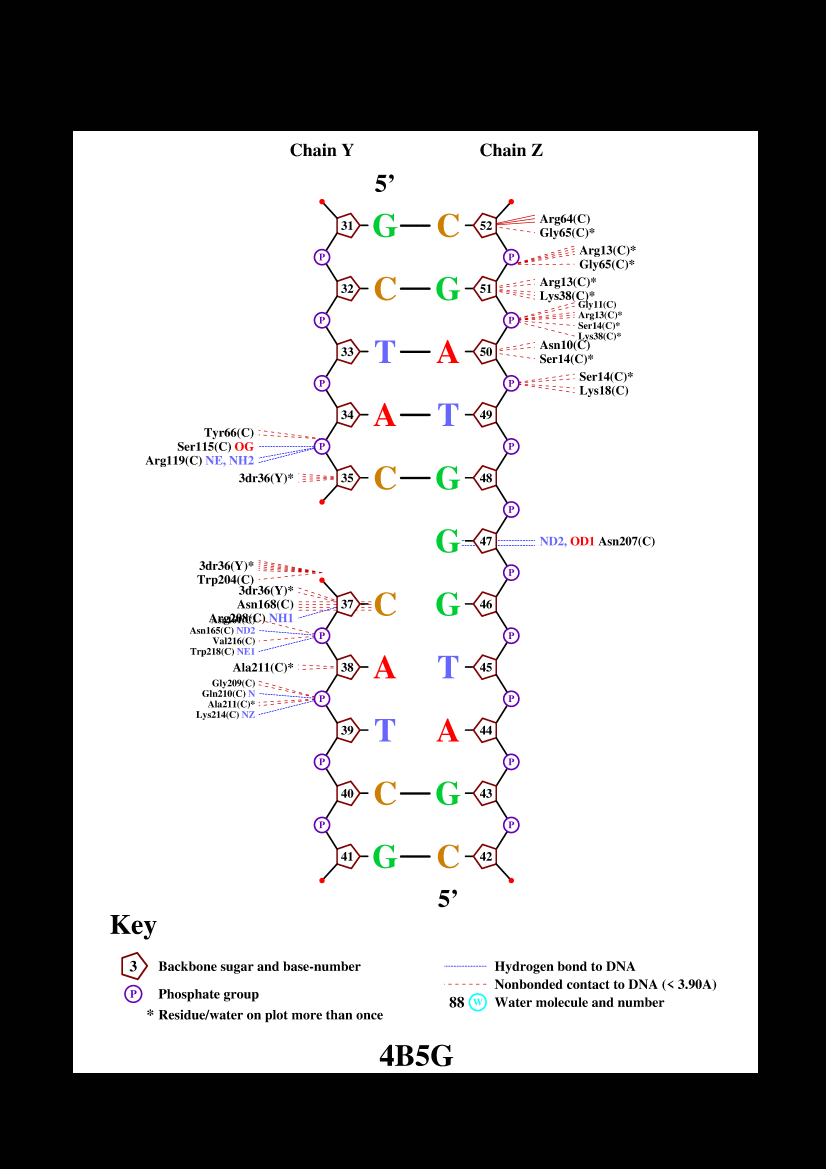 Chain Y Chain Z
5’
31 G C 52 Arg64(C)
Gly65(C)*
P P Arg13(C)*
Gly65(C)*
32 C G 51 Arg13(C)*
Lys38(C)*
P P Gly11(C)
Arg13(C)*
Ser14(C)*
Lys38(C)*
33 T A 50 Asn10(C)
Ser14(C)*
P P Ser14(C)*
Lys18(C)
34 A T 49
Tyr66(C)
Ser115(C) OG P P
Arg119(C) NE, NH2
3dr36(Y)* 35 C G 48
P
G 47 ND2, OD1 Asn207(C)
3dr36(Y)* P
Trp204(C)
3dr36(Y)*
Asn168(C) 37 C G 46
Arg208(C) NH1
Asn165(C) ND2 P P
Val216(C)
Trp218(C) NE1
Ala211(C)* 38 A T 45
Gly209(C)
Gln210(C) N P P
Ala211(C)*
Lys214(C) NZ
39 T A 44
P P
40 C G 43
P P
41 G C 42
5’
Key
3 Backbone sugar and base-number
P Phosphate group
* Residue/water on plot more than once
Hydrogen bond to DNA
Nonbonded contact to DNA (< 3.90A)
88 W Water molecule and number
4B5G